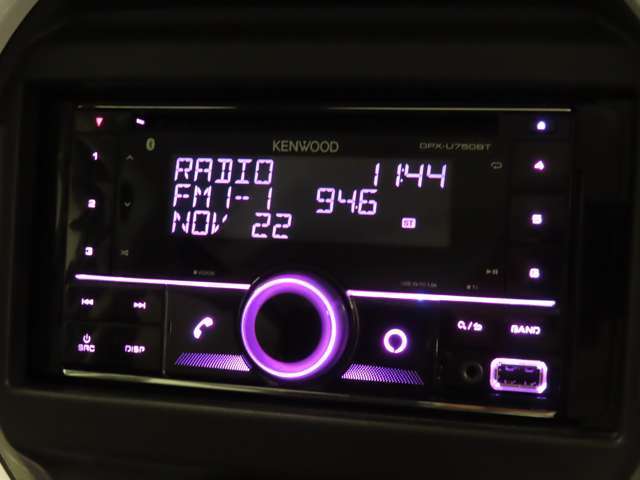 KENWOOD DPX-U750BT
RADIO 11:44
FM1-1 94.6
NOV 22 ST
1
2
3
4
5
6
SRC DISP
BAND